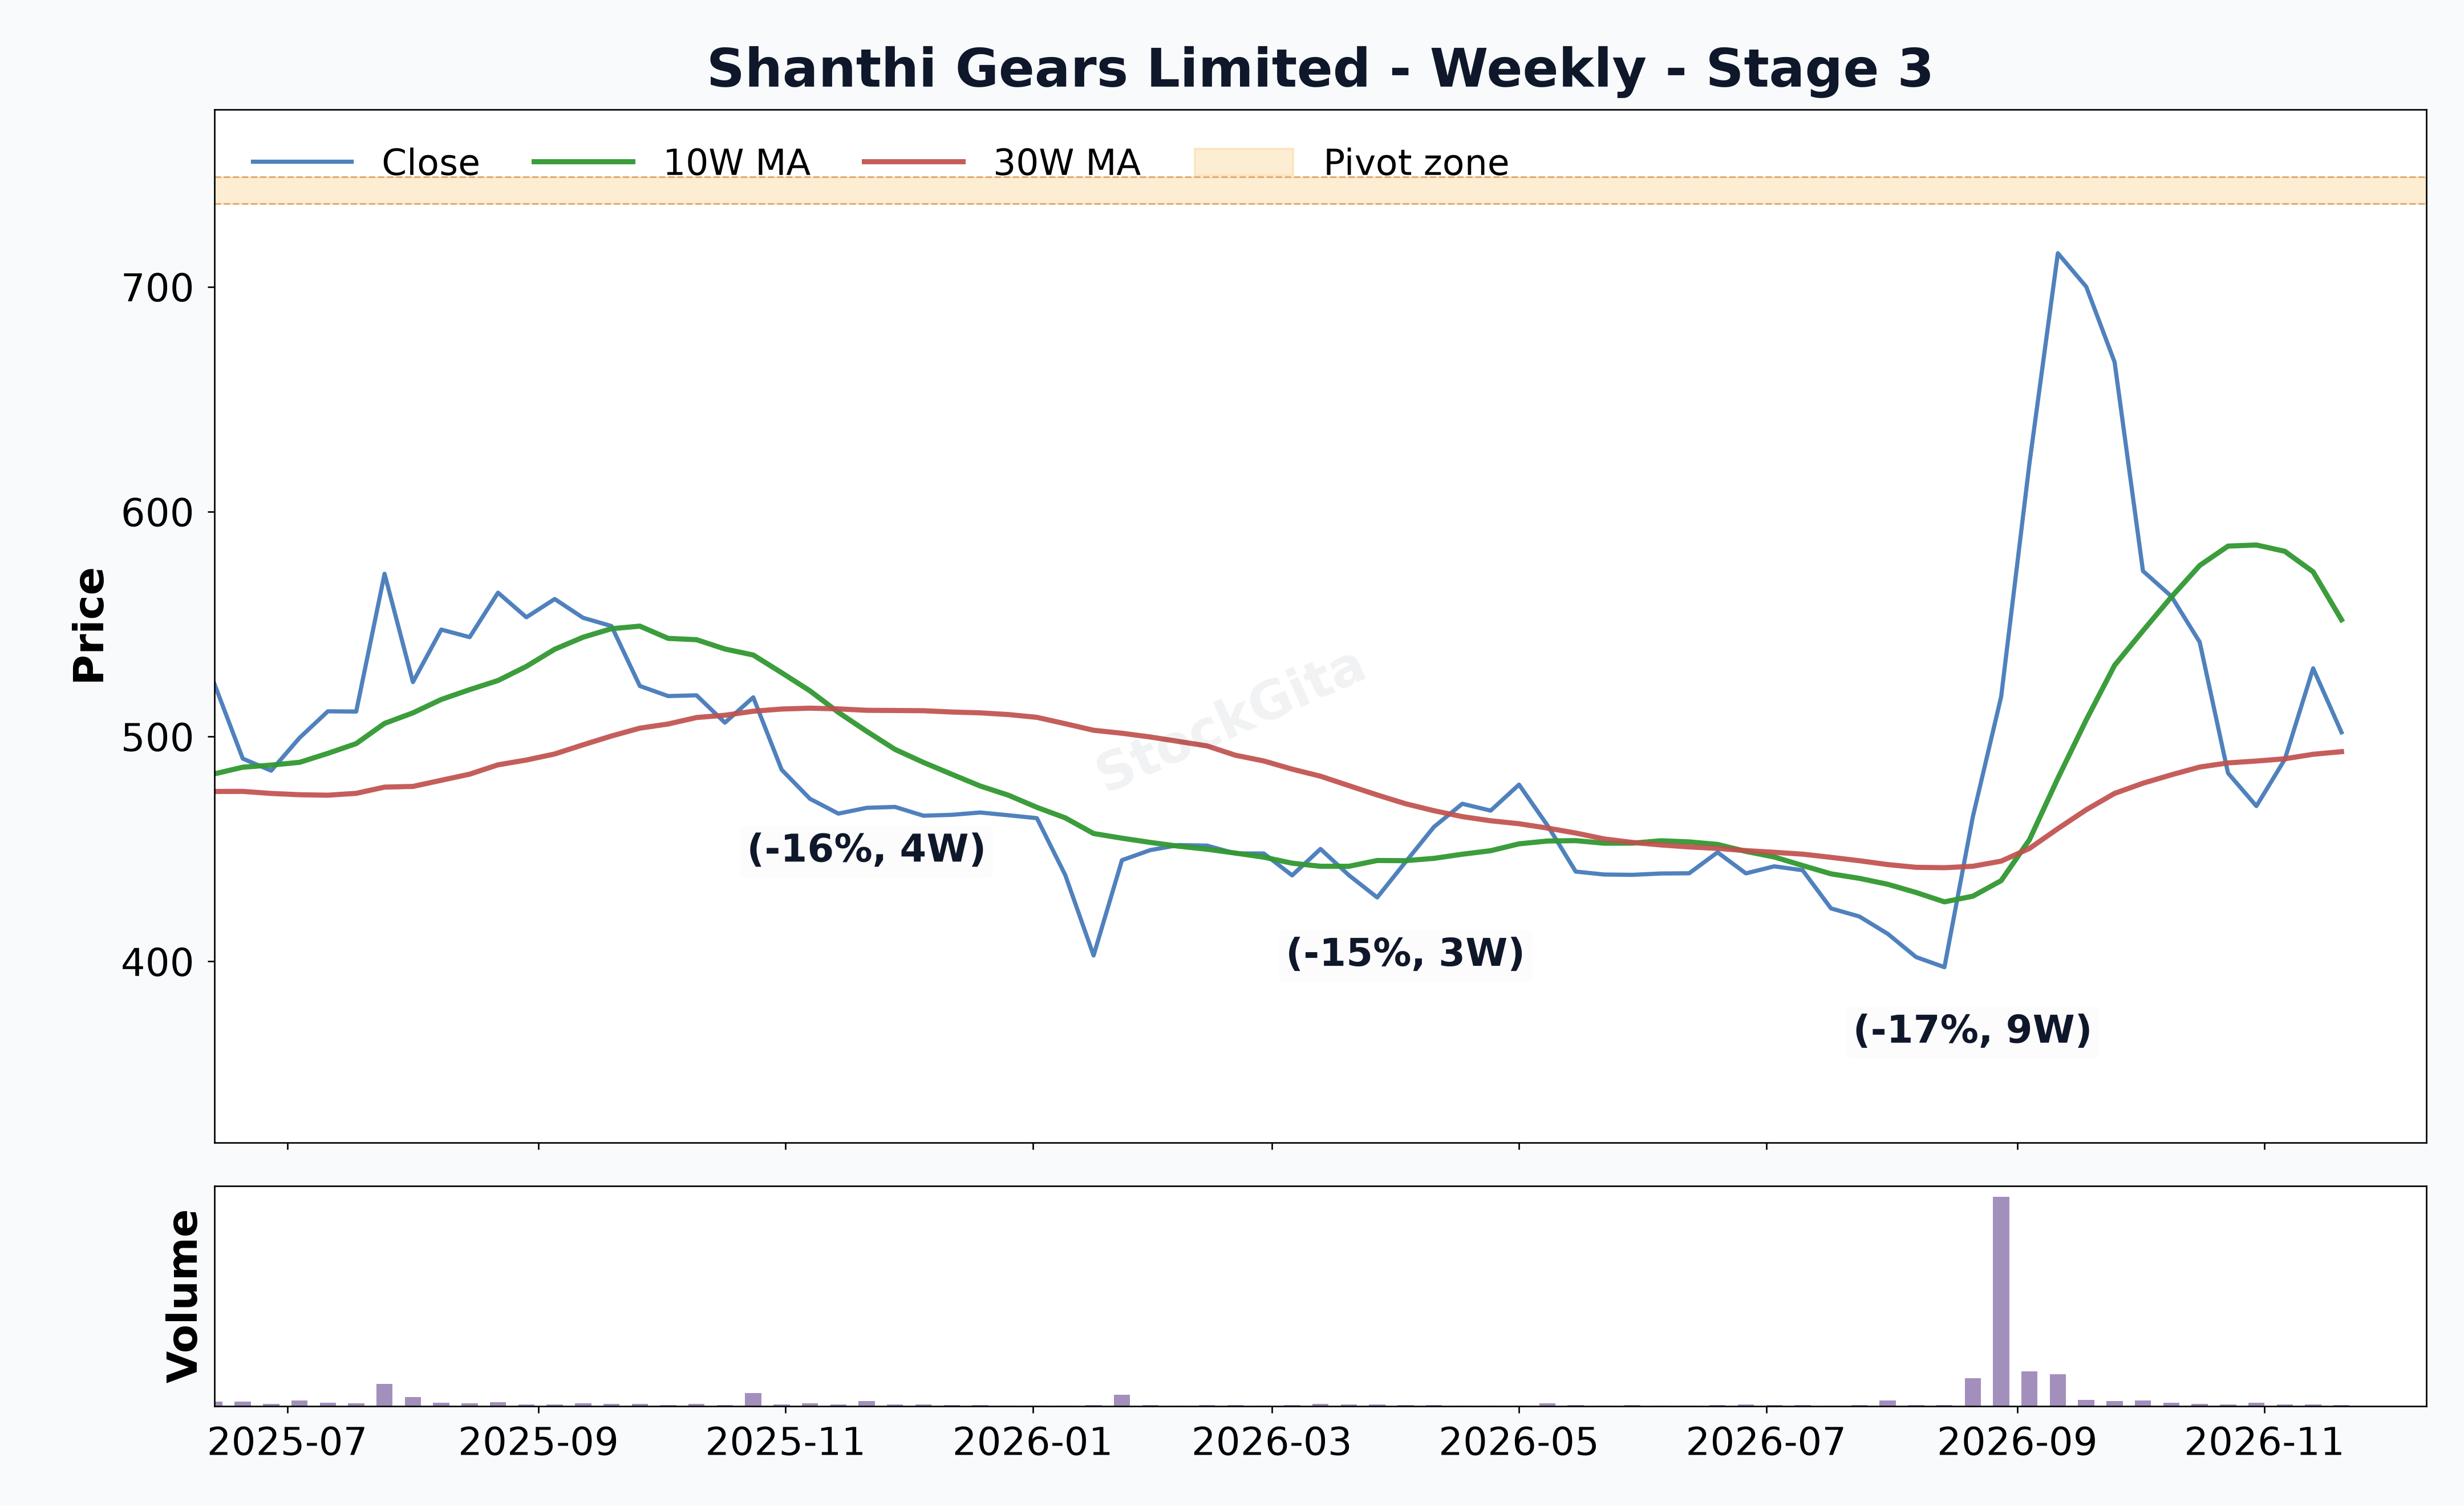 Shanthi Gears Limited - Weekly - Stage 3
Close 10W MA 30W MA Pivot zone
700
600
500
400
Price
StockGita
(-16%, 4W)
(-15%, 3W)
(-17%, 9W)
Volume
2025-07 2025-09 2025-11 2026-01 2026-03 2026-05 2026-07 2026-09 2026-11